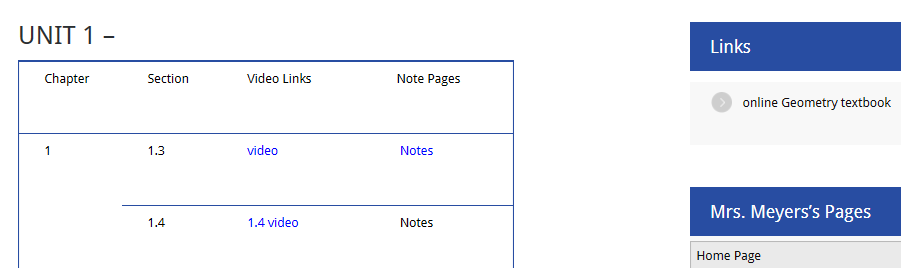 UNIT 1 –
Chapter Section Video Links Note Pages
1 1.3 video Notes
1.4 1.4 video Notes
Links
online Geometry textbook
Mrs. Meyers’s Pages
Home Page